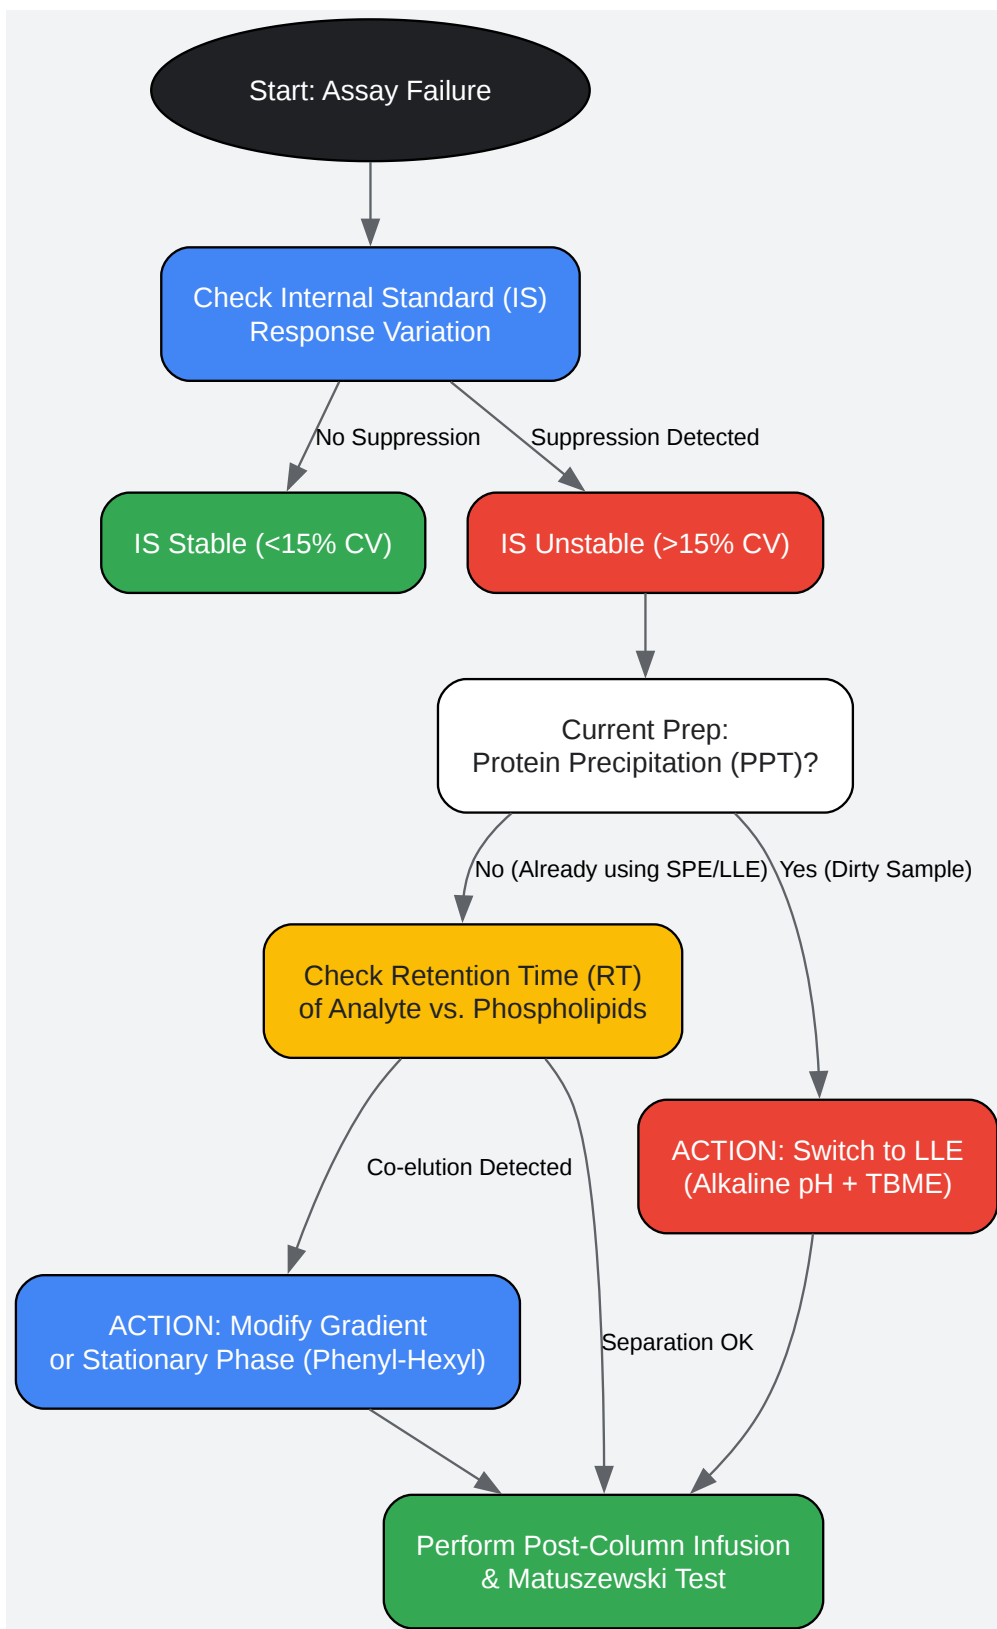 Start: Assay Failure
Check Internal Standard (IS)
Response Variation
No Suppression
Suppression Detected
IS Stable (<15% CV)
IS Unstable (>15% CV)
Current Prep:
Protein Precipitation (PPT)?
No (Already using SPE/LLE)
Yes (Dirty Sample)
Check Retention Time (RT)
of Analyte vs. Phospholipids
ACTION: Switch to LLE
(Alkaline pH + TBME)
Co-elution Detected
ACTION: Modify Gradient
or Stationary Phase (Phenyl-Hexyl)
Separation OK
Perform Post-Column Infusion
& Matuszewski Test